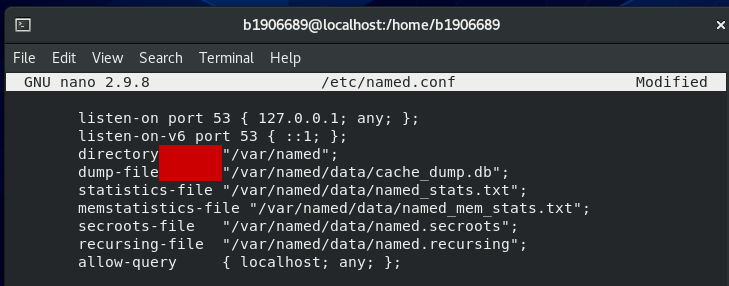 b1906689@localhost:/home/b1906689
File Edit View Search Terminal Help
GNU nano 2.9.8 /etc/named.conf Modified
listen-on port 53 { 127.0.0.1; any; };
listen-on-v6 port 53 { ::1; };
directory "/var/named";
dump-file "/var/named/data/cache_dump.db";
statistics-file "/var/named/data/named_stats.txt";
memstatistics-file "/var/named/data/named_mem_stats.txt";
secroots-file "/var/named/data/named.secroots";
recursing-file "/var/named/data/named.recursing";
allow-query { localhost; any; };